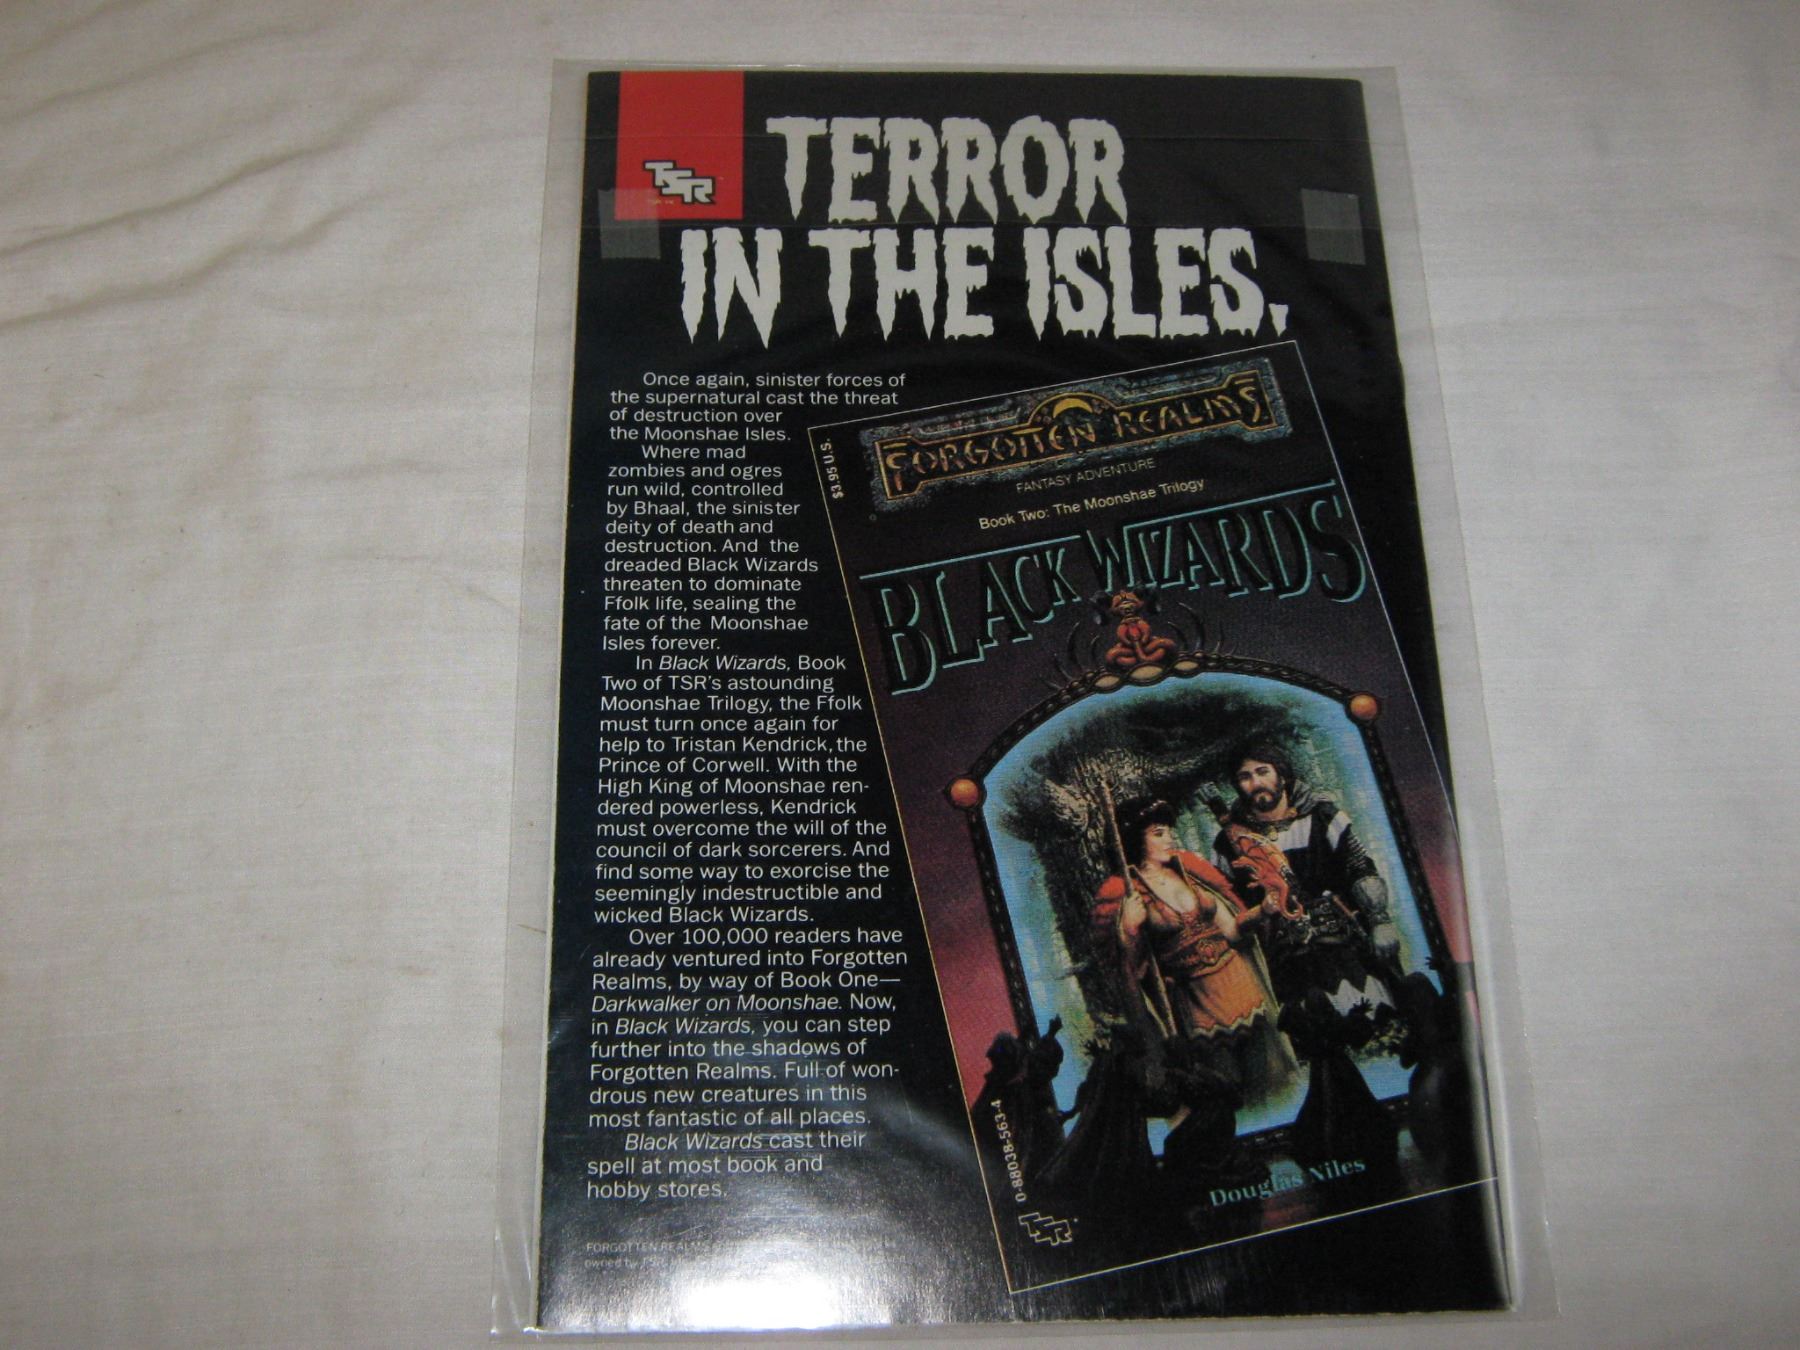 TSR
TERROR
IN THE ISLES.
Once again, sinister forces of
the supernatural cast the threat
of destruction over
the Moonshae Isles.
Where mad
zombies and ogres
run wild, controlled
by Bhaal, the sinister
deity of death and
destruction. And the
dreaded Black Wizards
threaten to dominate
Ffolk life, sealing the
fate of the Moonshae
Isles forever.
In Black Wizards, Book
Two of TSR's astounding
Moonshae Trilogy, the Ffolk
must turn once again for
help to Tristan Kendrick, the
Prince of Corwell. With the
High King of Moonshae ren-
dered powerless, Kendrick
must overcome the will of the
council of dark sorcerers. And
find some way to exorcise the
seemingly indestructible and
wicked Black Wizards.
Over 100,000 readers have
already ventured into Forgotten
Realms, by way of Book One—
Darkwalker on Moonshae. Now,
in Black Wizards, you can step
further into the shadows of
Forgotten Realms. Full of won-
drous new creatures in this
most fantastic of all places.
Black Wizards cast their
spell at most book and
hobby stores.
FORGOTTEN REALMS
owned by TSR
$3.95 U.S.
FORGOTTEN REALMS
FANTASY ADVENTURE
Book Two: The Moonshae Trilogy
BLACK WIZARDS
0-88038-563-4
Douglas Niles
TSR